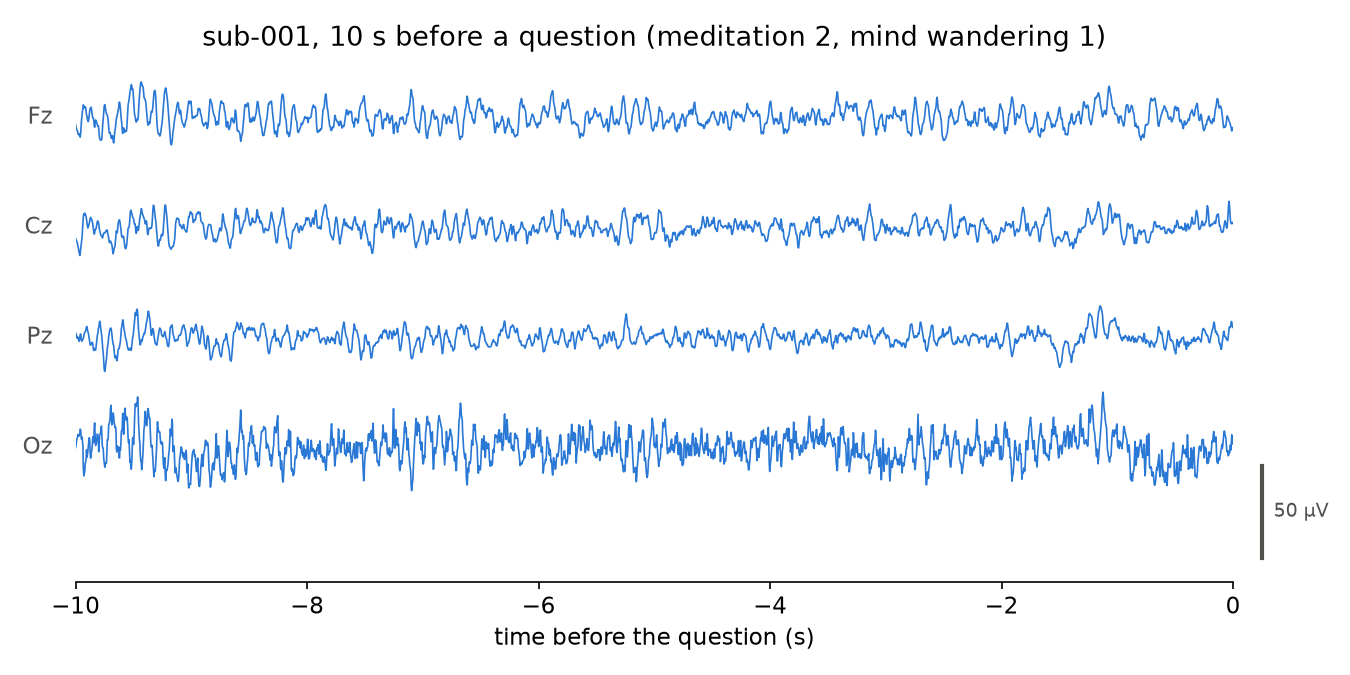 sub-001, 10 s before a question (meditation 2, mind wandering 1)
Fz
Cz
Pz
Oz
50 µV
−10 −8 −6 −4 −2 0
time before the question (s)